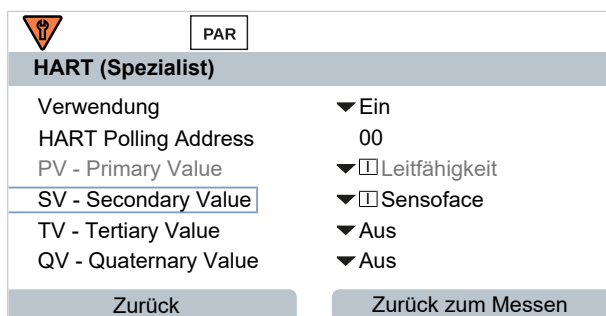 PAR
HART (Spezialist)
Verwendung Ein
HART Polling Address 00
PV - Primary Value I Leitfähigkeit
SV - Secondary Value I Sensoface
TV - Tertiary Value Aus
QV - Quaternary Value Aus
Zurück Zurück zum Messen